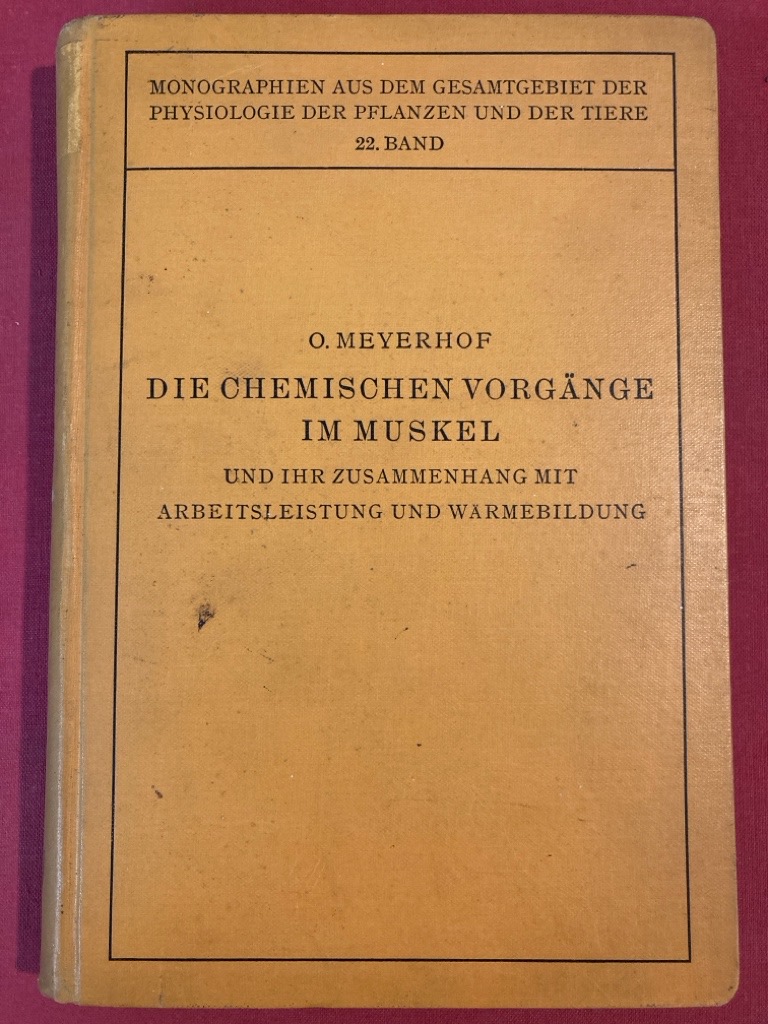 MONOGRAPHIEN AUS DEM GESAMTGEBIET DER
PHYSIOLOGIE DER PFLANZEN UND DER TIERE
22. BAND
O. MEYERHOF
DIE CHEMISCHEN VORGÄNGE
IM MUSKEL
UND IHR ZUSAMMENHANG MIT
ARBEITSLEISTUNG UND WÄRMEBILDUNG